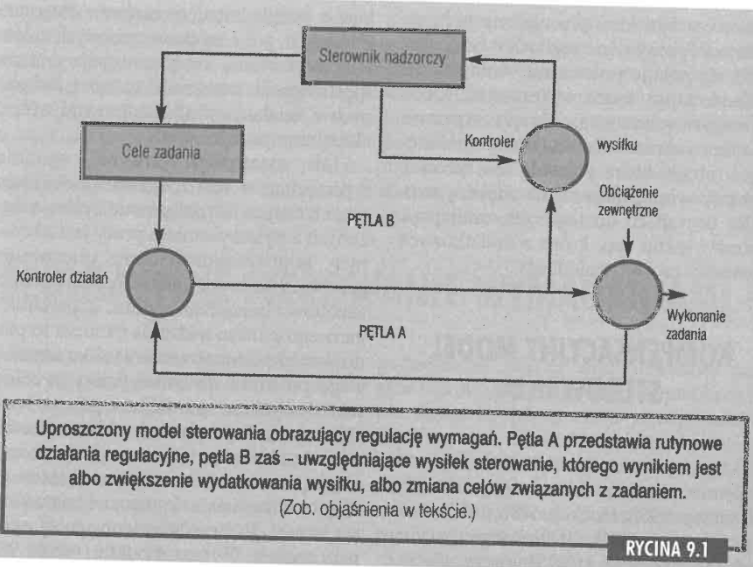 Sterownik nadzorczy
Cele zadania
Kontroler wysiłku
Obciążenie
zewnętrzne
PĘTLA B
Kontroler działań
Wykonanie
zadania
PĘTLA A
Uproszczony model sterowania obrazujący regulację wymagań. Pętla A przedstawia rutynowe
działania regulacyjne, pętla B zaś – uwzględniające wysiłek sterowanie, którego wynikiem jest
albo zwiększenie wydatkowania wysiłku, albo zmiana celów związanych z zadaniem.
(Zob. objaśnienia w tekście.)
RYCINA 9.1